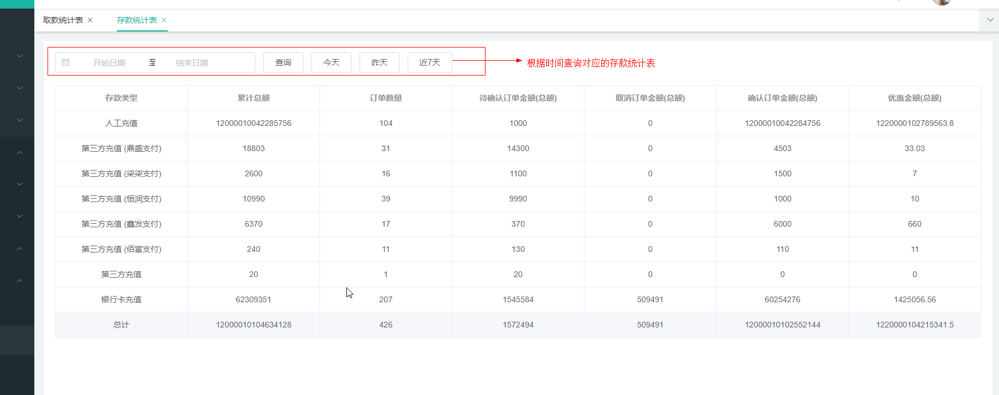 取款统计表 存款统计表
开始日期 至 结束日期 查询 今天 昨天 近7天 根据时间查询对应的存款统计表
存款类型 累计总额 订单数量 待确认订单金额(总额) 取消订单金额(总额) 确认订单金额(总额) 优惠金额(总额)
人工充值 12000010042285756 104 1000 0 12000010042284756 1220000102789563.8
第三方充值 (鼎盛支付) 18803 31 14300 0 4503 33.03
第三方充值 (柒柒支付) 2600 16 1100 0 1500 7
第三方充值 (恒润支付) 10990 39 9990 0 1000 10
第三方充值 (鑫发支付) 6370 17 370 0 6000 660
第三方充值 (佰富支付) 240 11 130 0 110 11
第三方充值 20 1 20 0 0 0
银行卡充值 62309351 207 1545584 509491 60254276 1425056.56
总计 12000010104634128 426 1572494 509491 12000010102552144 1220000104215341.5